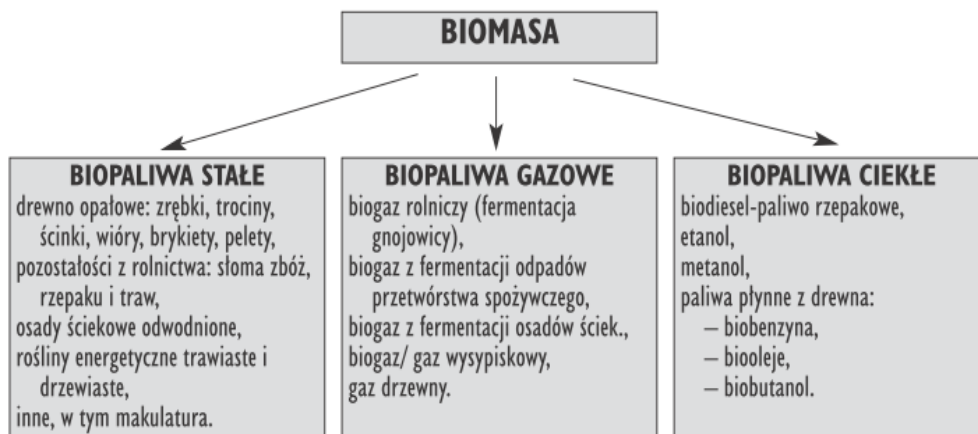 BIOMASA
BIOPALIWA STAŁE
drewno opałowe: zrębki, trociny,
ścinki, wióry, brykiety, pelety,
pozostałości z rolnictwa: słoma zbóż,
rzepaku i traw,
osady ściekowe odwodnione,
rośliny energetyczne trawiaste i
drzewiaste,
inne, w tym makulatura.
BIOPALIWA GAZOWE
biogaz rolniczy (fermentacja
gnojowicy),
biogaz z fermentacji odpadów
przetwórstwa spożywczego,
biogaz z fermentacji osadów ściek.,
biogaz/ gaz wysypiskowy,
gaz drzewny.
BIOPALIWA CIEKŁE
biodiesel-paliwo rzepakowe,
etanol,
metanol,
paliwa płynne z drewna:
– biobenzyna,
– biooleje,
– biobutanol.